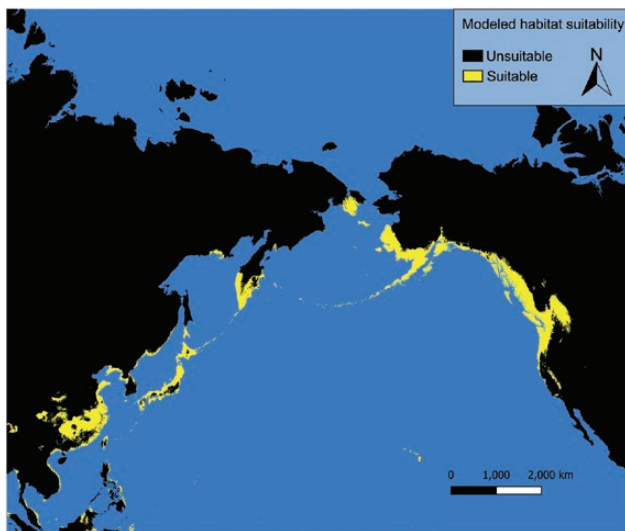 Modeled habitat suitability
Unsuitable
Suitable
N
0 1,000 2,000 km